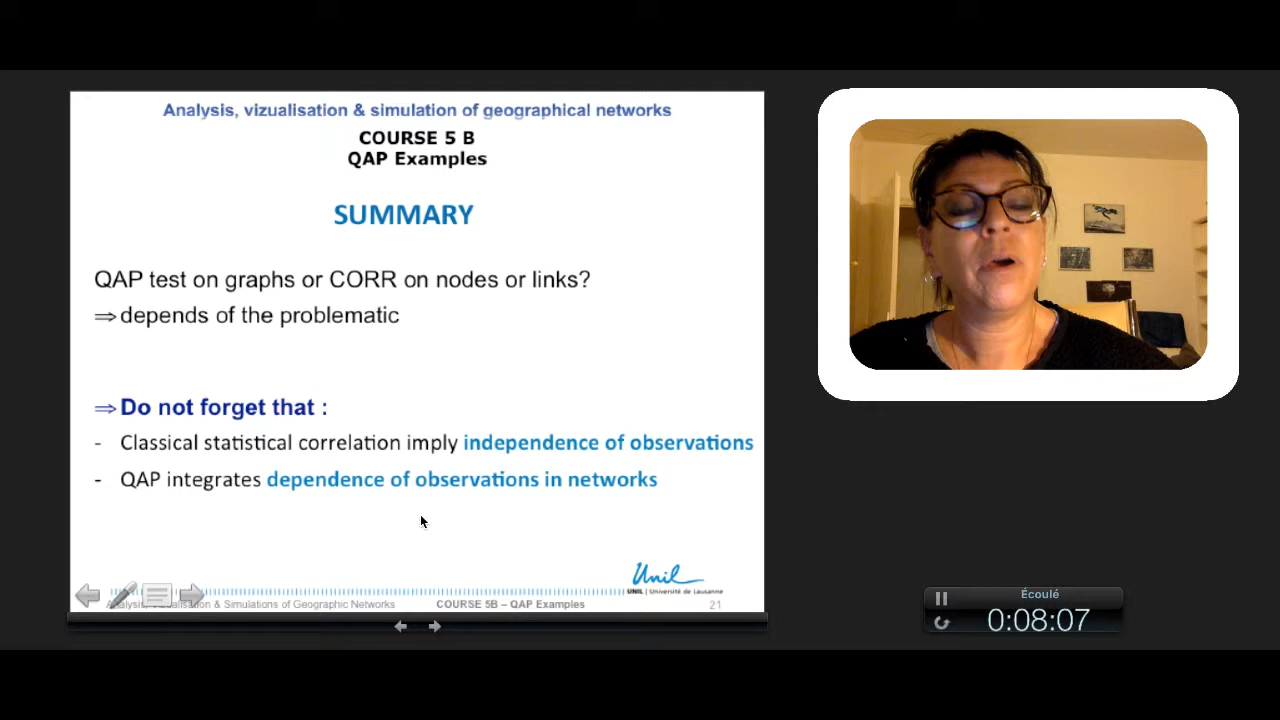 Analysis, vizualisation & simulation of geographical networks
COURSE 5 B
QAP Examples
SUMMARY
QAP test on graphs or CORR on nodes or links?
⇒ depends of the problematic
⇒ Do not forget that :
- Classical statistical correlation imply independence of observations
- QAP integrates dependence of observations in networks
Unil
UNIL | Université de Lausanne
Analysis, Vizualisation & Simulations of Geographic Networks
COURSE 5B – QAP Examples
21
Écoulé
0:08:07